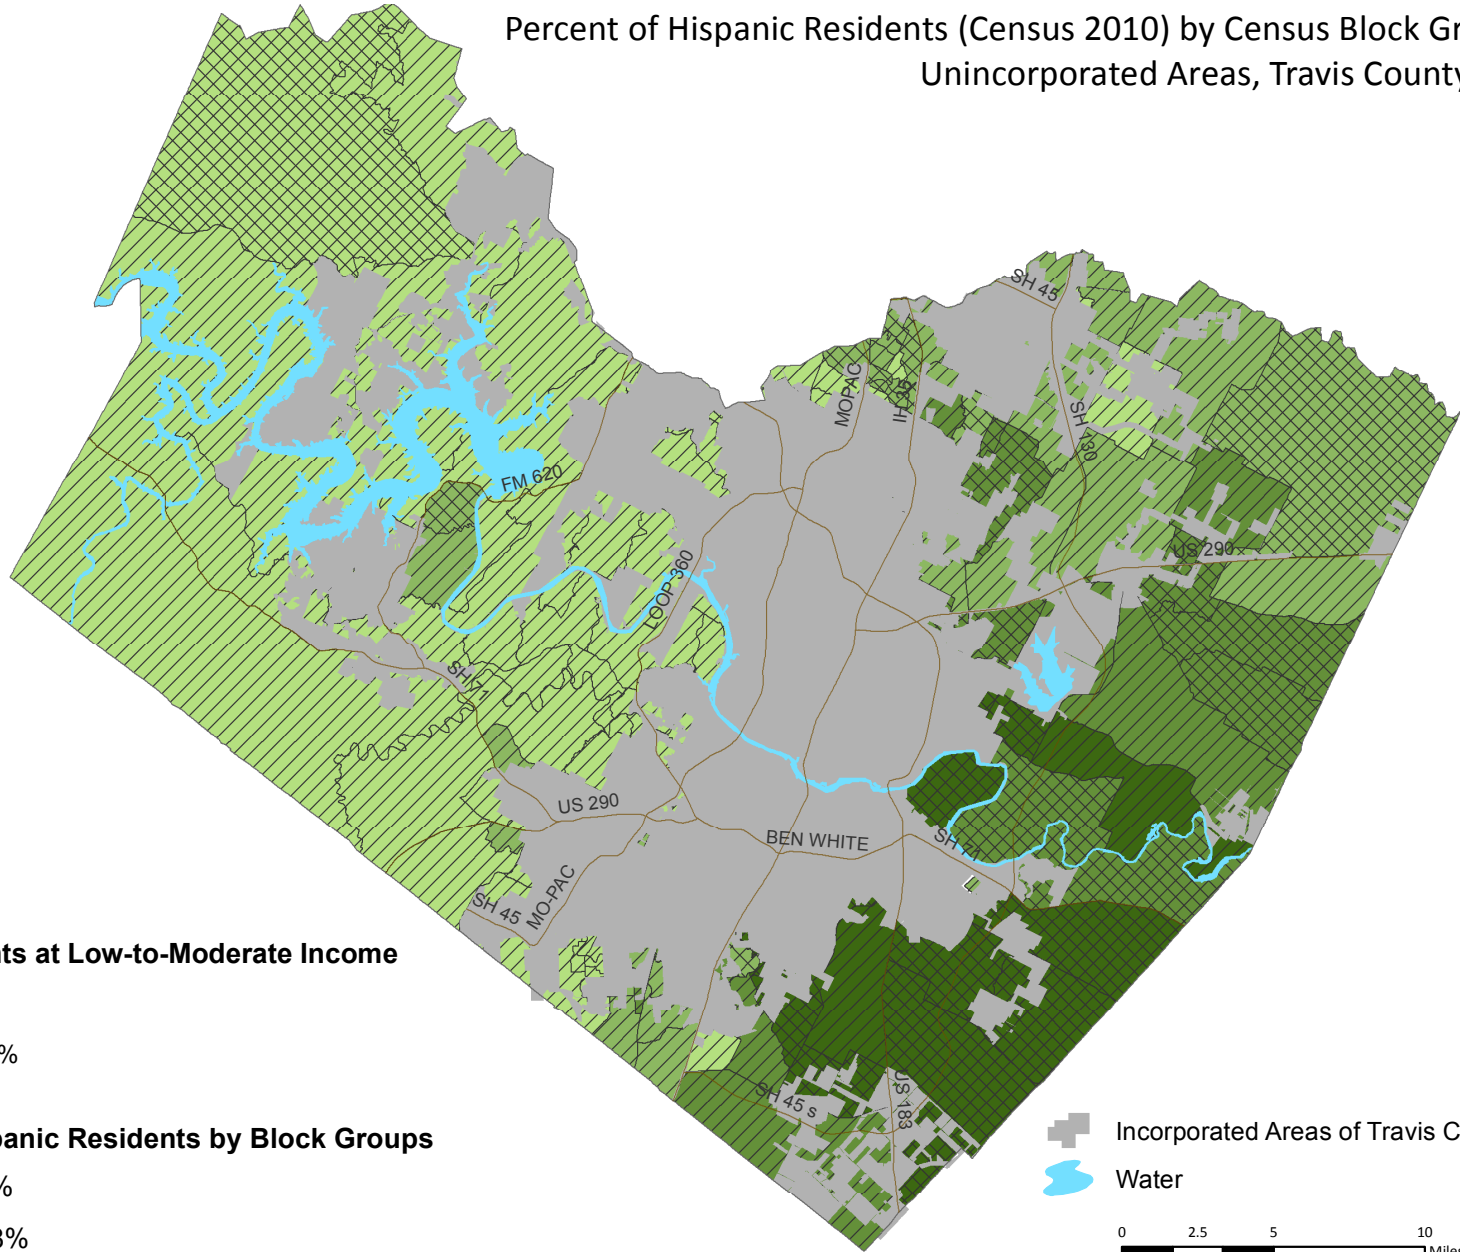 Percent of Hispanic Residents (Census 2010) by Census Block Gr
Unincorporated Areas, Travis County
SH 45
MOPAC
IH 35
SH 130
FM 620
US 290
LOOP 360
SH 71
US 290
BEN WHITE
SH 71
SH 45
MO-PAC
SH 45 s
US 183
nts at Low-to-Moderate Income
%
panic Residents by Block Groups
%
3%
Incorporated Areas of Travis C
Water
0 2.5 5 10
Miles